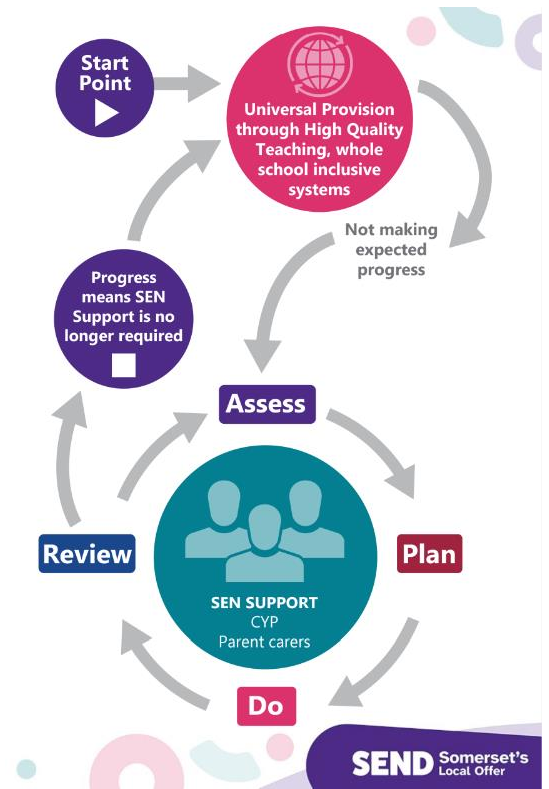 Start
Point
Universal Provision
through High Quality
Teaching, whole
school inclusive
systems
Not making
expected
progress
Progress
means SEN
Support is no
longer required
Assess
Review
Plan
SEN SUPPORT
CYP
Parent carers
Do
SEND Somerset's
Local Offer